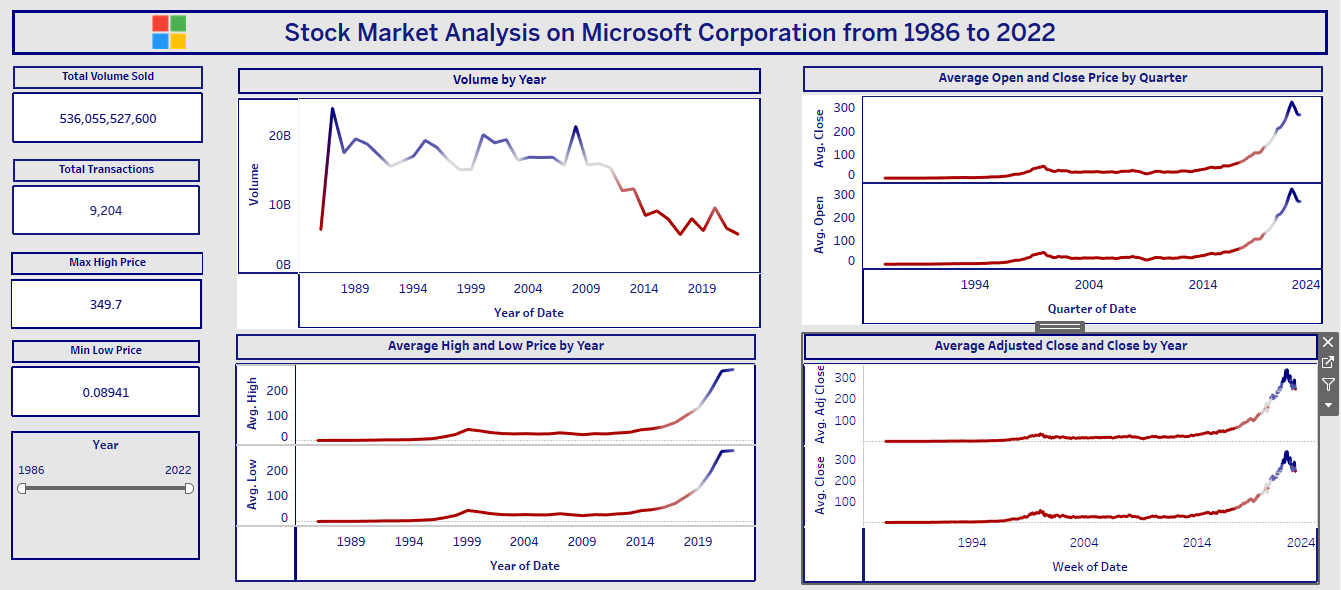 Stock Market Analysis on Microsoft Corporation from 1986 to 2022
Total Volume Sold
536,055,527,600
Total Transactions
9,204
Max High Price
349.7
Min Low Price
0.08941
Year
1986 2022
Volume by Year
Volume
20B
10B
0B
1989 1994 1999 2004 2009 2014 2019
Year of Date
Average Open and Close Price by Quarter
Avg. Close
300
200
100
0
Avg. Open
300
200
100
0
1994 2004 2014 2024
Quarter of Date
Average High and Low Price by Year
Avg. High
200
100
0
Avg. Low
200
100
0
1989 1994 1999 2004 2009 2014 2019
Year of Date
Average Adjusted Close and Close by Year
Avg. Adj Close
300
200
100
Avg. Close
300
200
100
1994 2004 2014 2024
Week of Date